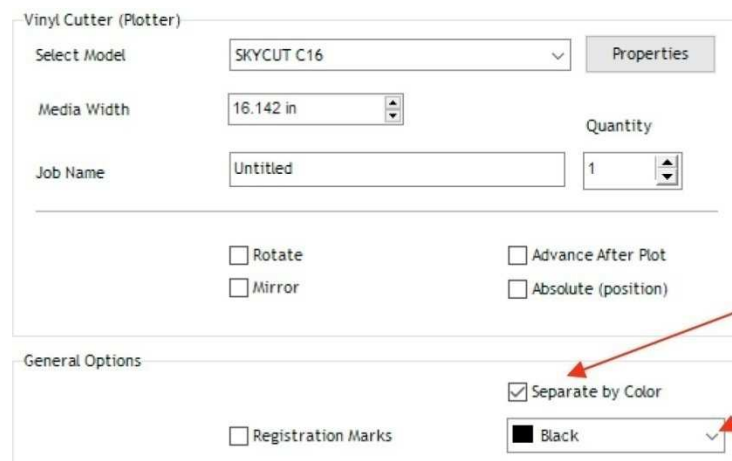 Vinyl Cutter (Plotter)
Select Model SKYCUT C16 Properties
Media Width 16.142 in
Quantity
Job Name Untitled 1
Rotate Advance After Plot
Mirror Absolute (position)
General Options
Separate by Color
Registration Marks Black